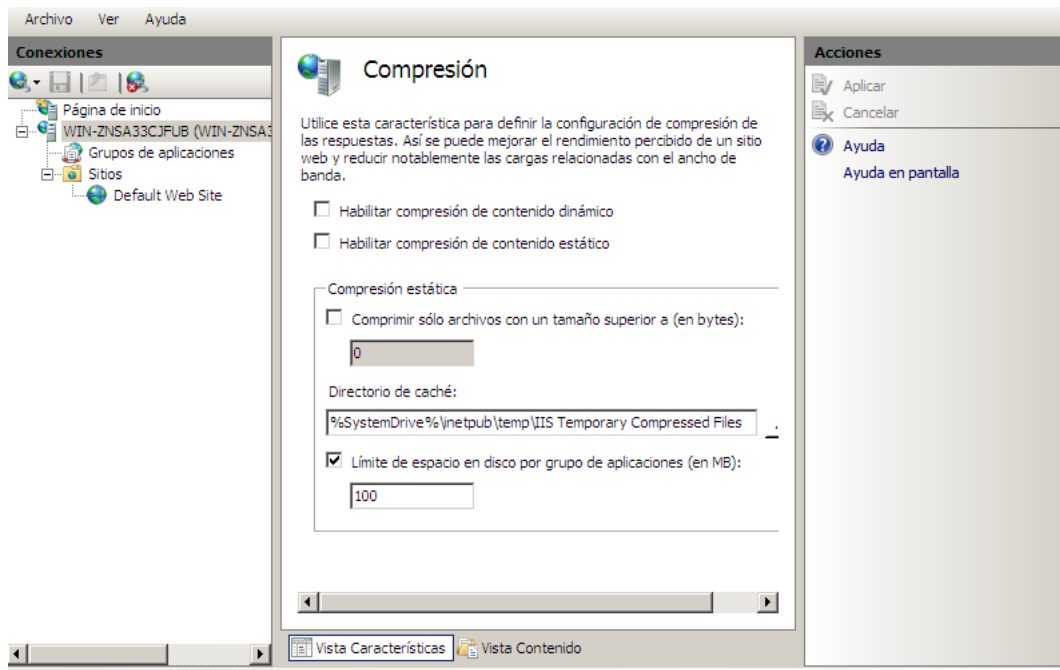 Archivo Ver Ayuda
Conexiones
Página de inicio
WIN-ZNSA33CJFUB (WIN-ZNSA3
Grupos de aplicaciones
Sitios
Default Web Site
Compresión
Utilice esta característica para definir la configuración de compresión de
las respuestas. Así se puede mejorar el rendimiento percibido de un sitio
web y reducir notablemente las cargas relacionadas con el ancho de
banda.
Habilitar compresión de contenido dinámico
Habilitar compresión de contenido estático
Compresión estática
Comprimir sólo archivos con un tamaño superior a (en bytes):
0
Directorio de caché:
%SystemDrive%\inetpub\temp\IIS Temporary Compressed Files
.
Límite de espacio en disco por grupo de aplicaciones (en MB):
100
Vista Características Vista Contenido
Acciones
Aplicar
Cancelar
Ayuda
Ayuda en pantalla